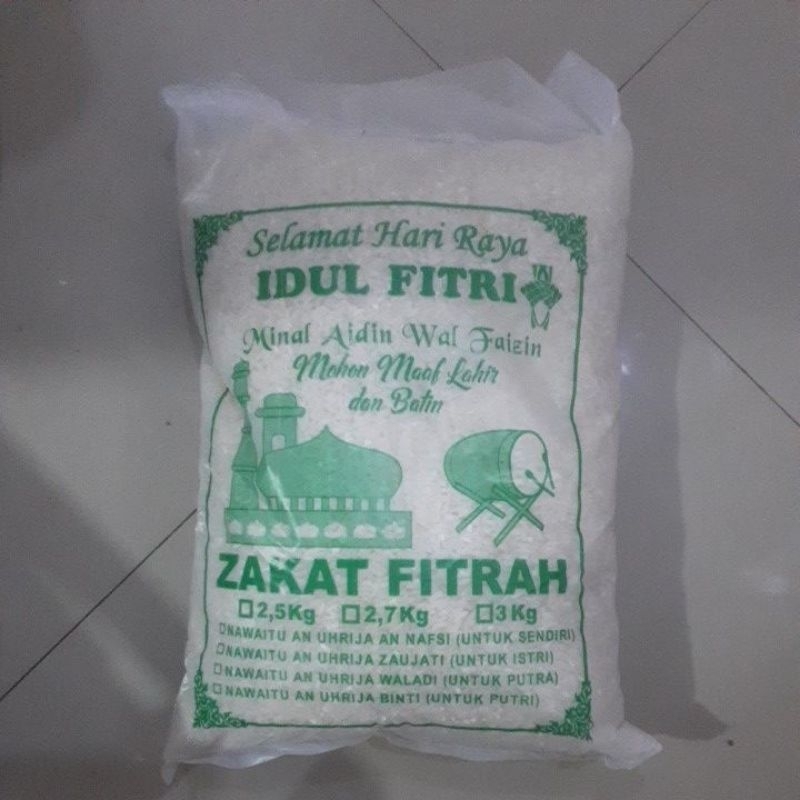 Selamat Hari Raya
IDUL FITRI
Minal Aidin Wal Faizin
Mohon Maaf Lahir
dan Batin
ZAKAT FITRAH
2,5Kg 2,7Kg 3Kg
NAWAITU AN UHRIJA AN NAFSI (UNTUK SENDIRI)
NAWAITU AN UHRIJA ZAUJATI (UNTUK ISTRI)
NAWAITU AN UHRIJA WALADI (UNTUK PUTRA)
NAWAITU AN UHRIJA BINTI (UNTUK PUTRI)